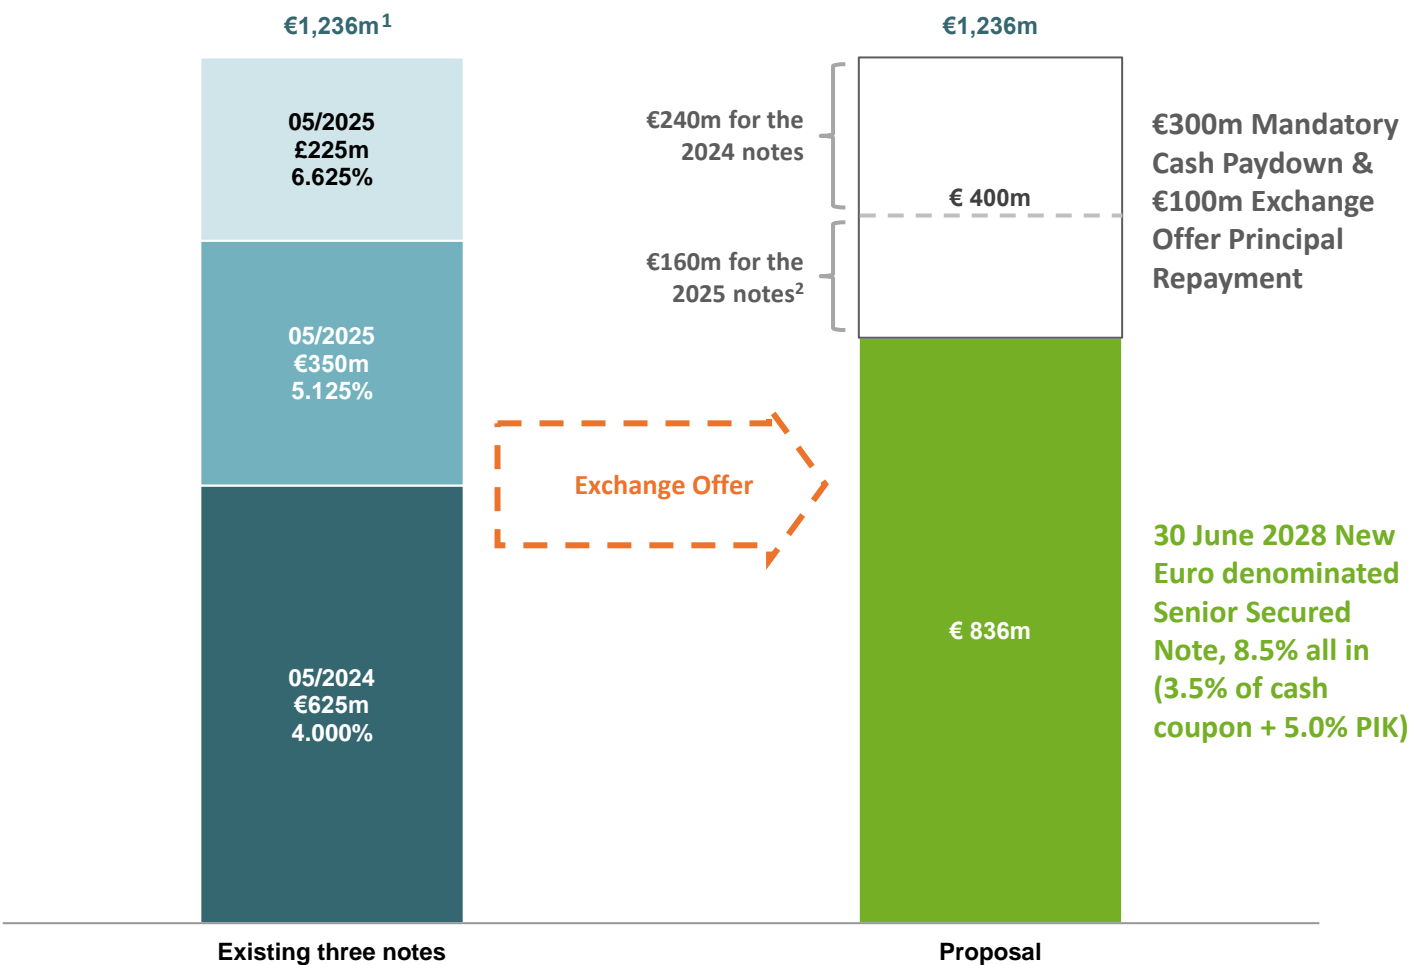 €1,236m1
05/2025
£225m
6.625%
05/2025
€350m
5.125%
05/2024
€625m
4.000%
Existing three notes
Exchange Offer
€1,236m
€240m for the
2024 notes
€160m for the
2025 notes2
€ 400m
€ 836m
Proposal
€300m Mandatory
Cash Paydown &
€100m Exchange
Offer Principal
Repayment
30 June 2028 New
Euro denominated
Senior Secured
Note, 8.5% all in
(3.5% of cash
coupon + 5.0% PIK)